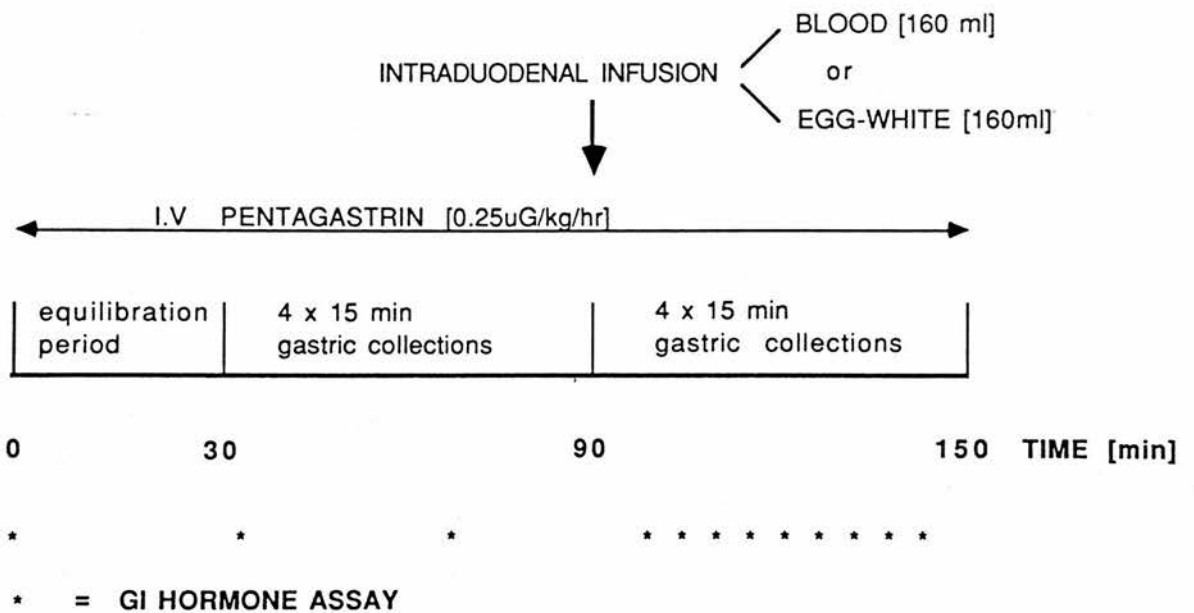 BLOOD [160 ml]
INTRADUODENAL INFUSION or
EGG-WHITE [160ml]
I.V PENTAGASTRIN [0.25uG/kg/hr]
equilibration 4 x 15 min 4 x 15 min
period gastric collections gastric collections
0 30 90 150 TIME [min]
* * * * * * * * * * * *
* = GI HORMONE ASSAY